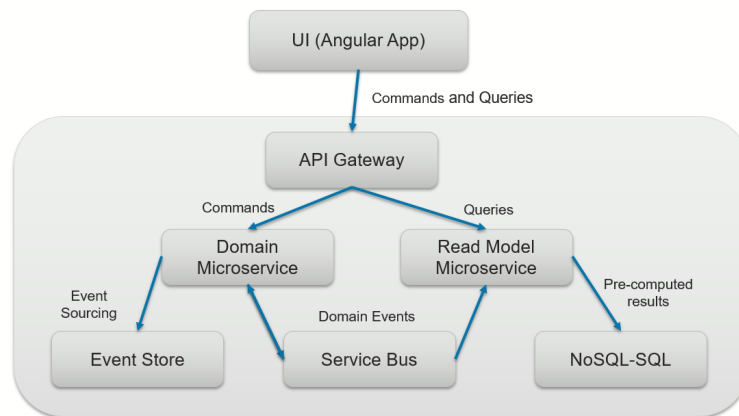 UI (Angular App)
Commands and Queries
API Gateway
Commands
Queries
Domain
Microservice
Read Model
Microservice
Event
Sourcing
Domain Events
Pre-computed
results
Event Store
Service Bus
NoSQL-SQL